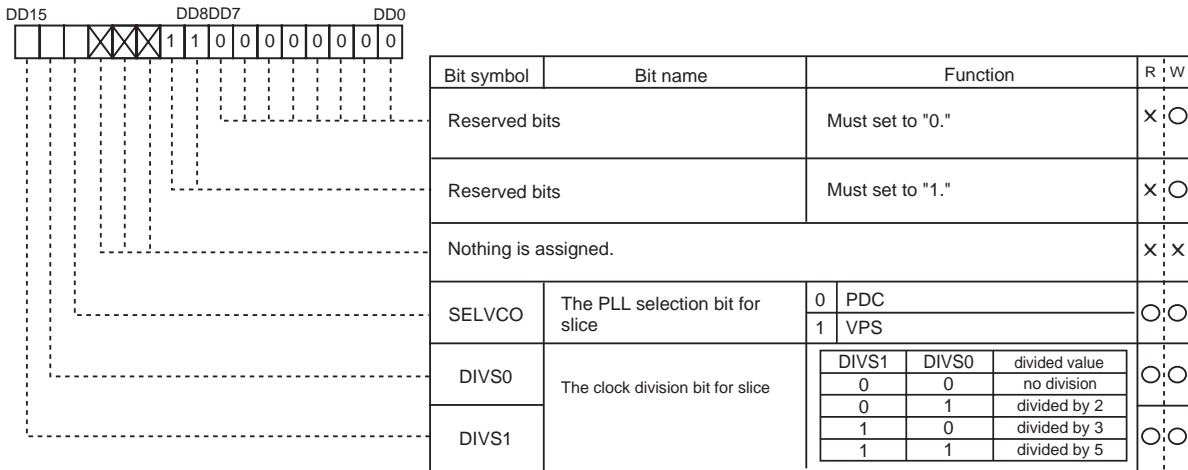 DD15 DD8DD7 DD0
1 1 0 0 0 0 0 0 0 0
Bit symbol Bit name Function R W
Reserved bits Must set to "0." X O
Reserved bits Must set to "1." X O
Nothing is assigned. X X
SELVCO The PLL selection bit for slice 0 PDC O O
1 VPS
DIVS0 The clock division bit for slice DIVS1 DIVS0 divided value O O
0 0 no division
0 1 divided by 2
DIVS1 1 0 divided by 3 O O
1 1 divided by 5